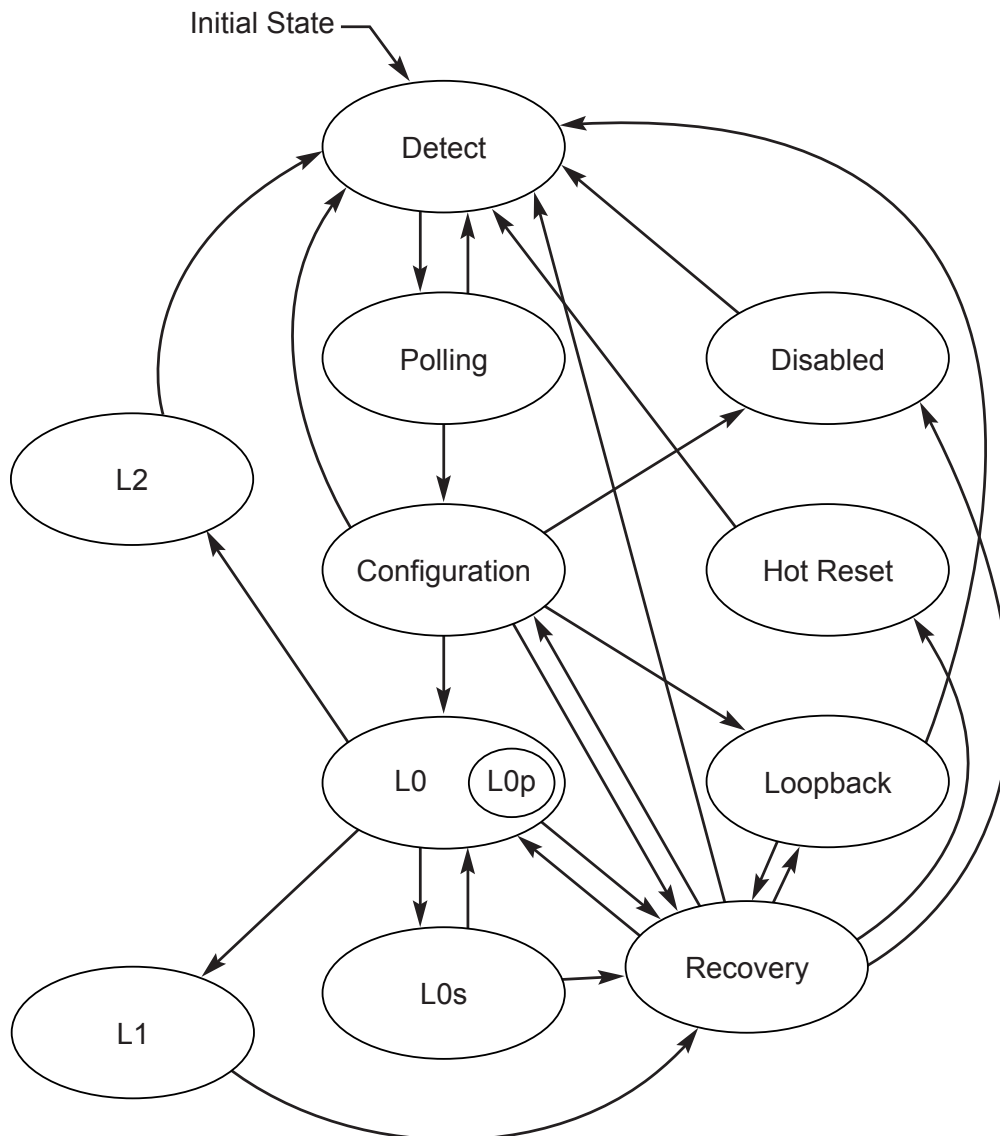 Initial State
Detect
Polling
Disabled
L2
Configuration
Hot Reset
L0
L0p
Loopback
Recovery
L0s
L1